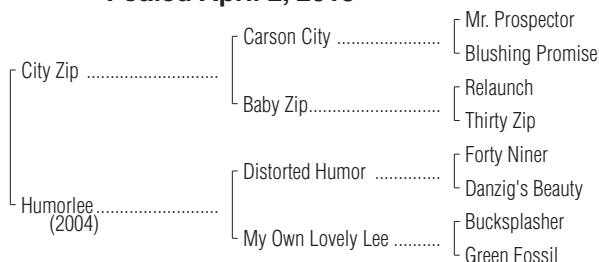 Foaled April 2,
Mr. Prospector
Carson City ......................
Blushing Promise
City Zip ............................
Relaunch
Baby Zip............................
Thirty Zip
Forty Niner
Distorted Humor ..............
Danzig's Beauty
Humorlee..........................
(2004)
Bucksplasher
My Own Lovely Lee ..........
Green Fossil